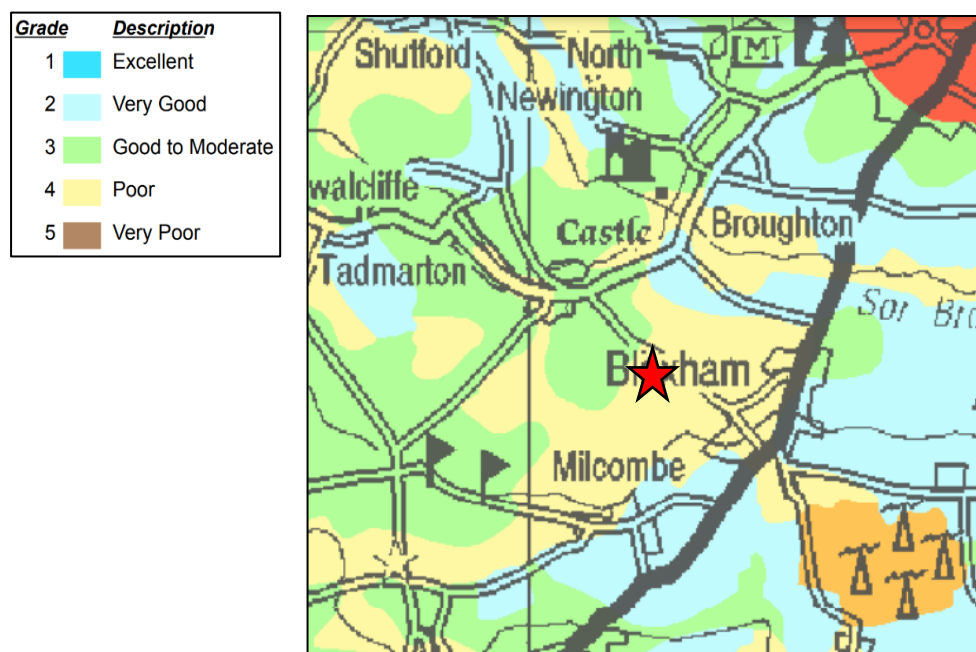 Grade Description
1 Excellent
2 Very Good
3 Good to Moderate
4 Poor
5 Very Poor
Shutford
North
Newington
M
walcliffe
Castle
Broughton
Tadmarton
Sor Bro
Milcombe